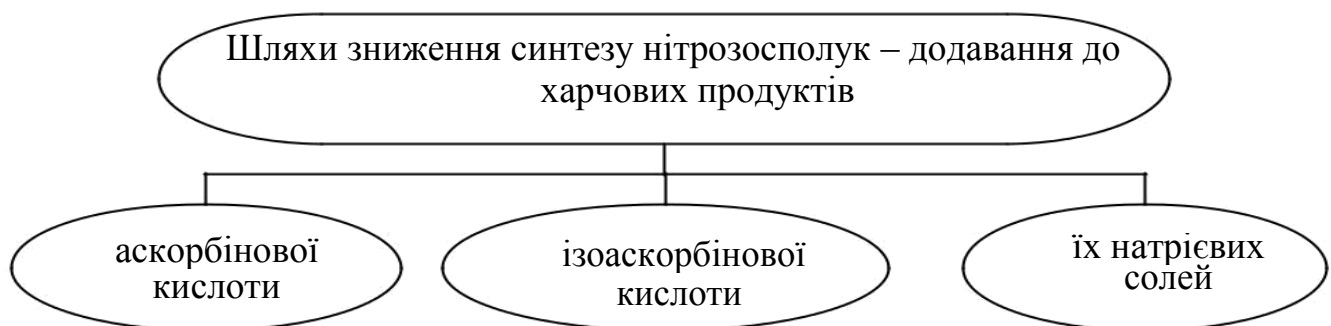 Шляхи зниження синтезу нітрозосполук – додавання до
харчових продуктів
аскорбінової
кислоти
ізоаскорбінової
кислоти
їх натрієвих
солей